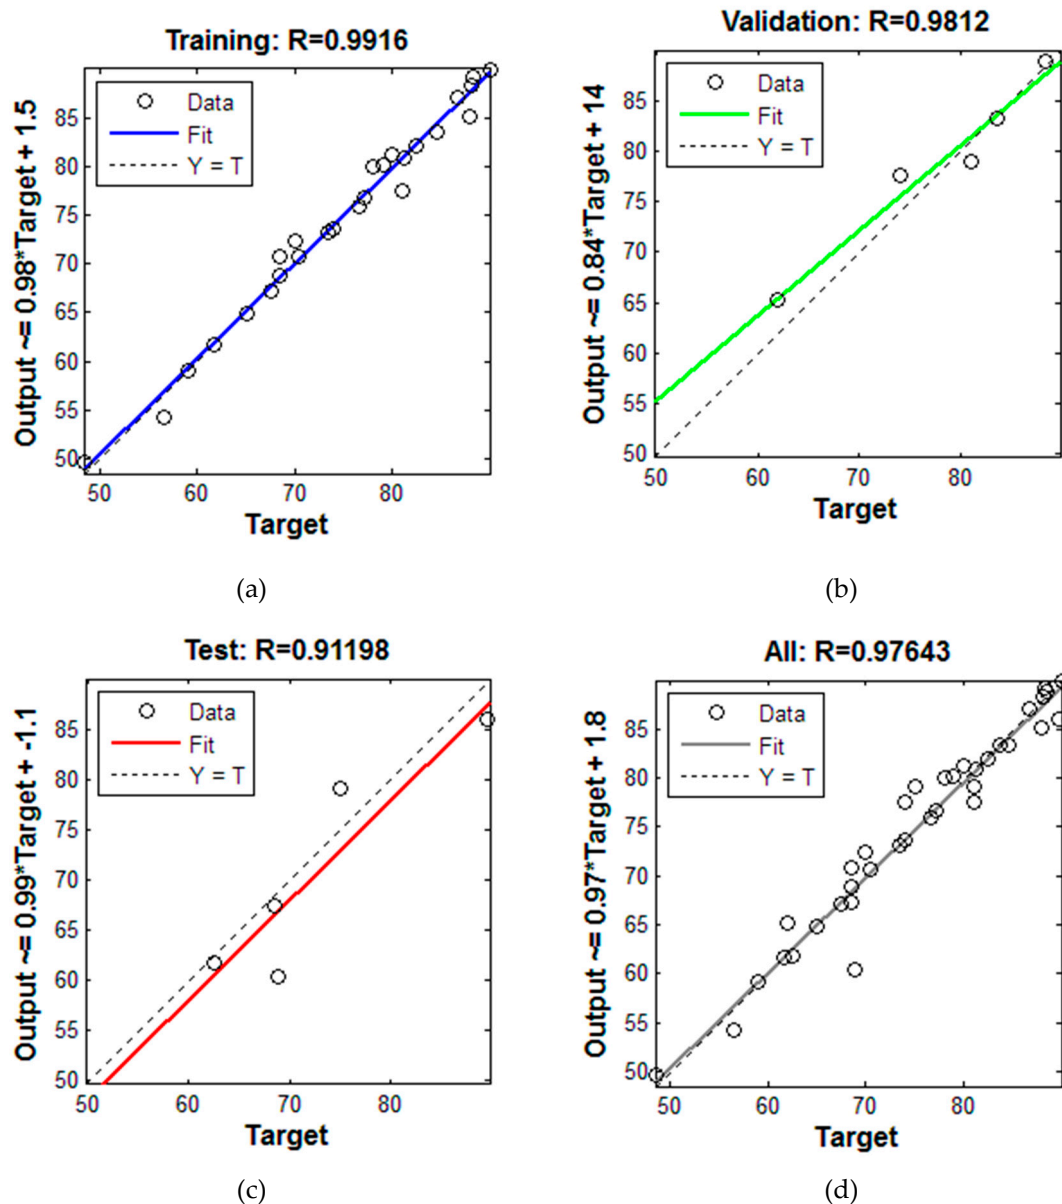 Training: R=0.9916
Output ~= 0.98*Target + 1.5
Data
Fit
Y = T
85
80
75
70
65
60
55
50
50 60 70 80
Target
(a)
Validation: R=0.9812
Output ~= 0.84*Target + 14
Data
Fit
Y = T
85
80
75
70
65
60
55
50
50 60 70 80
Target
(b)
Test: R=0.91198
Output ~= 0.99*Target + -1.1
Data
Fit
Y = T
85
80
75
70
65
60
55
50
50 60 70 80
Target
(c)
All: R=0.97643
Output ~= 0.97*Target + 1.8
Data
Fit
Y = T
85
80
75
70
65
60
55
50
50 60 70 80
Target
(d)